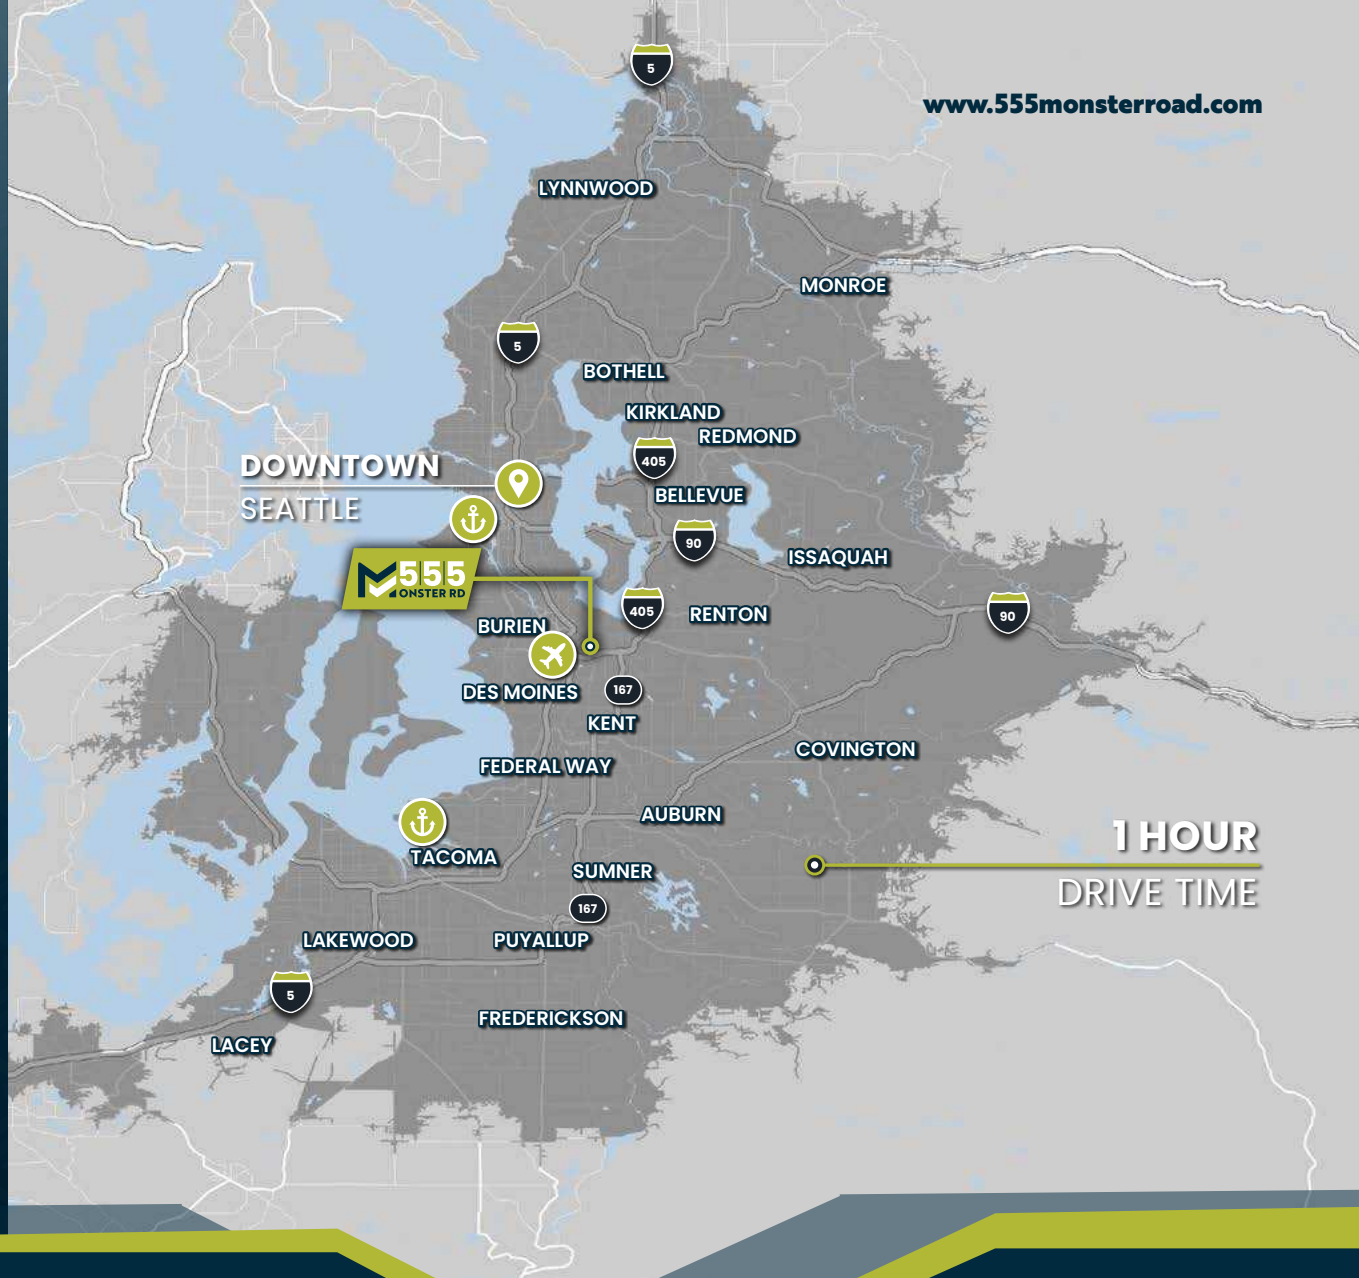 5
www.555monsterroad.com
LYNNWOOD
MONROE
5
BOTHELL
KIRKLAND
REDMOND
405
DOWNTOWN
SEATTLE
BELLEVUE
90
ISSAQUAH
M555
ONSTER RD
405
RENTON
90
BURIEN
DES MOINES
167
KENT
COVINGTON
FEDERAL WAY
AUBURN
1 HOUR
DRIVE TIME
TACOMA
SUMNER
167
LAKEWOOD
PUYALLUP
5
FREDERICKSON
LACEY